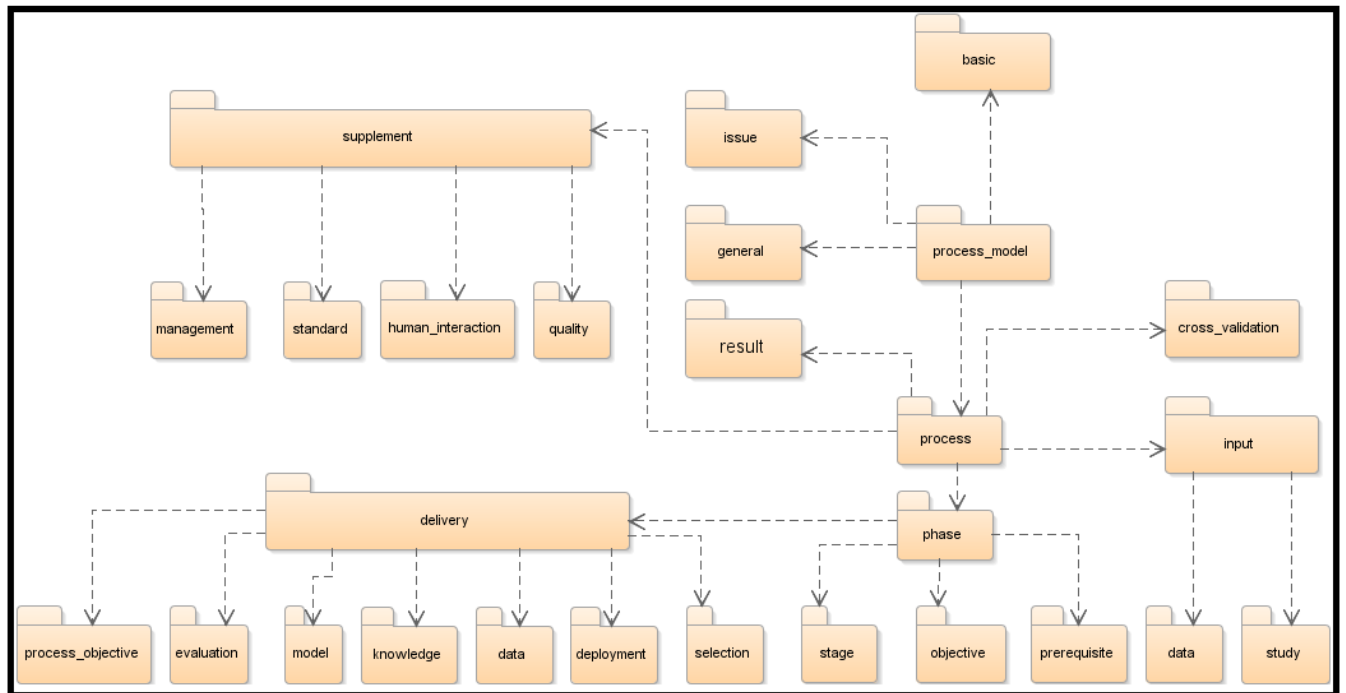 basic
supplement
issue
general
process_model
management
standard
human_interaction
quality
result
cross_validation
process
input
delivery
phase
process_objective
evaluation
model
knowledge
data
deployment
selection
stage
objective
prerequisite
data
study